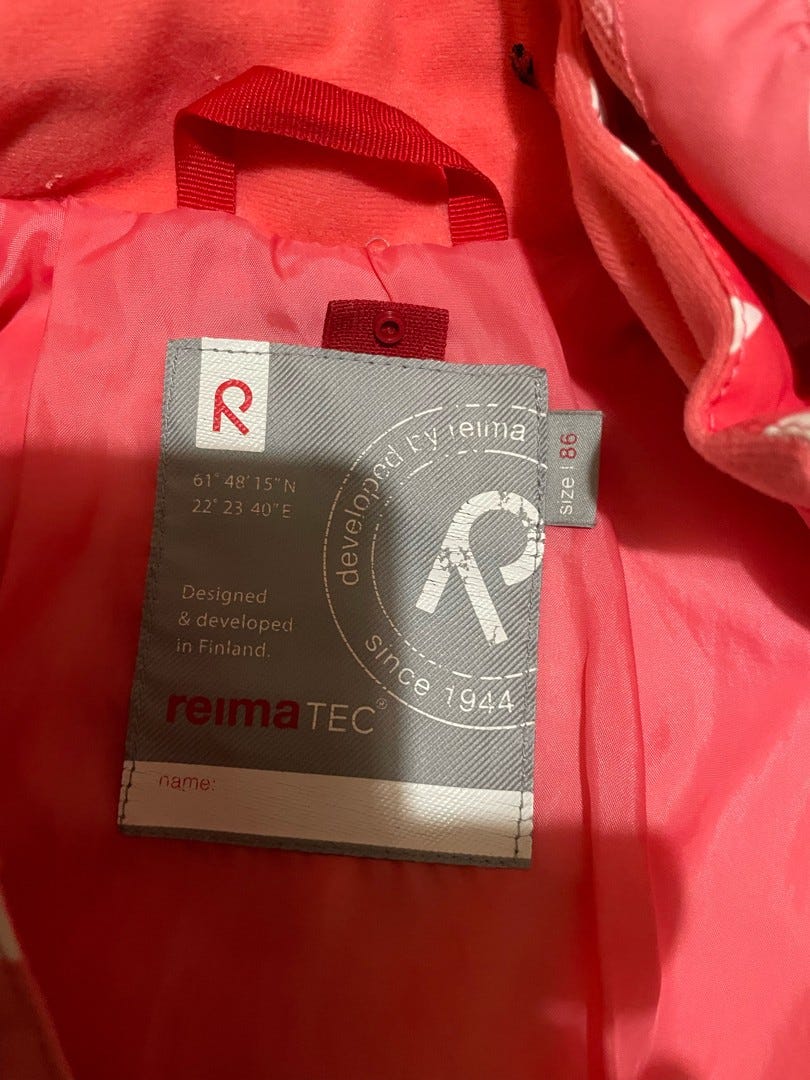 61° 48' 15" N
22° 23' 40" E
developed by reima
since 1944
size | 86
Designed
& developed
in Finland.
reimaTEC®
name: